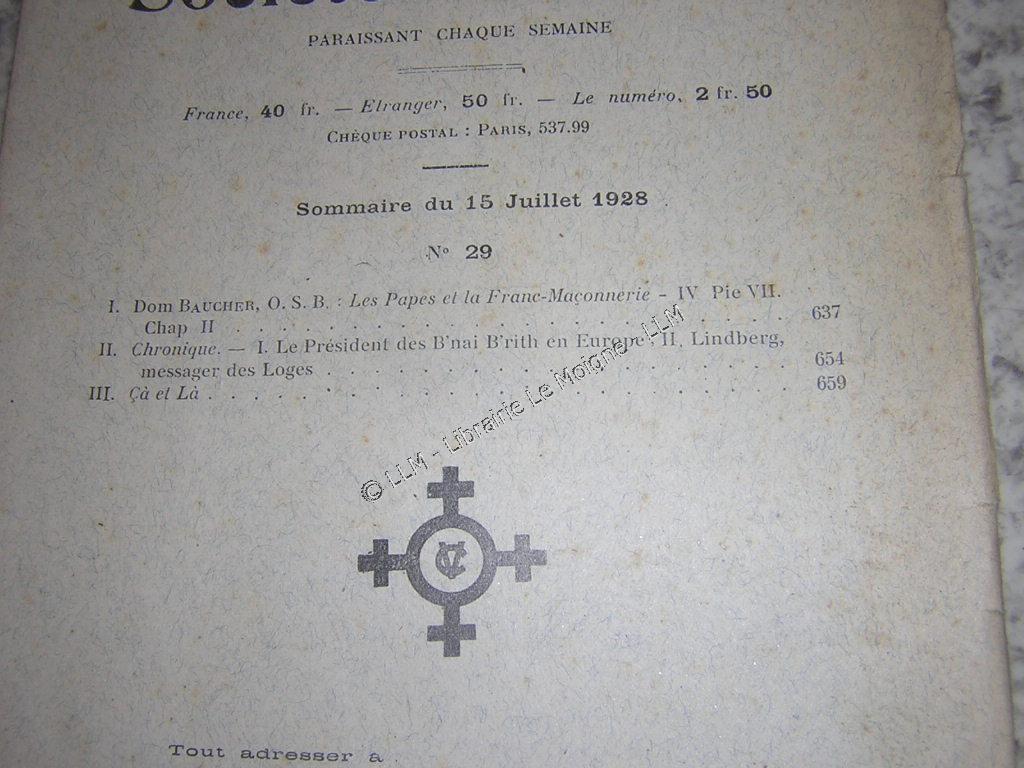 PARAISSANT CHAQUE SEMAINE
France, 40 fr. — Etranger, 50 fr. — Le numéro, 2 fr. 50
CHÈQUE POSTAL : PARIS, 537.99
Sommaire du 15 Juillet 1928
N° 29
I. Dom BAUCHER, O. S. B. : Les Papes et la Franc-Maçonnerie - IV Pie VII.
Chap II . . . . . . . . . . . . . . . . . . . . 637
II. Chronique. — I. Le Président des B'nai B'rith en Europe. II, Lindberg,
messager des Loges . . . . . . . . . . . . . . . . 654
III. Çà et Là . . . . . . . . . . . . . . . . . . . . 659
© LLM - Librairie Le Moigne - LLM
Tout adresser à